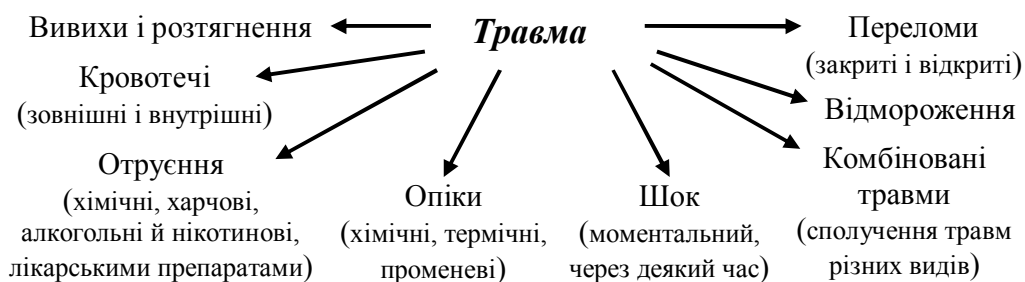 Травма
Вивихи і розтягнення
Кровотечі
(зовнішні і внутрішні)
Отруєння
(хімічні, харчові,
алкогольні й нікотинові,
лікарськими препаратами)
Опіки
(хімічні, термічні,
променеві)
Шок
(моментальний,
через деякий час)
Переломи
(закриті і відкриті)
Відмороження
Комбіновані
травми
(сполучення травм
різних видів)